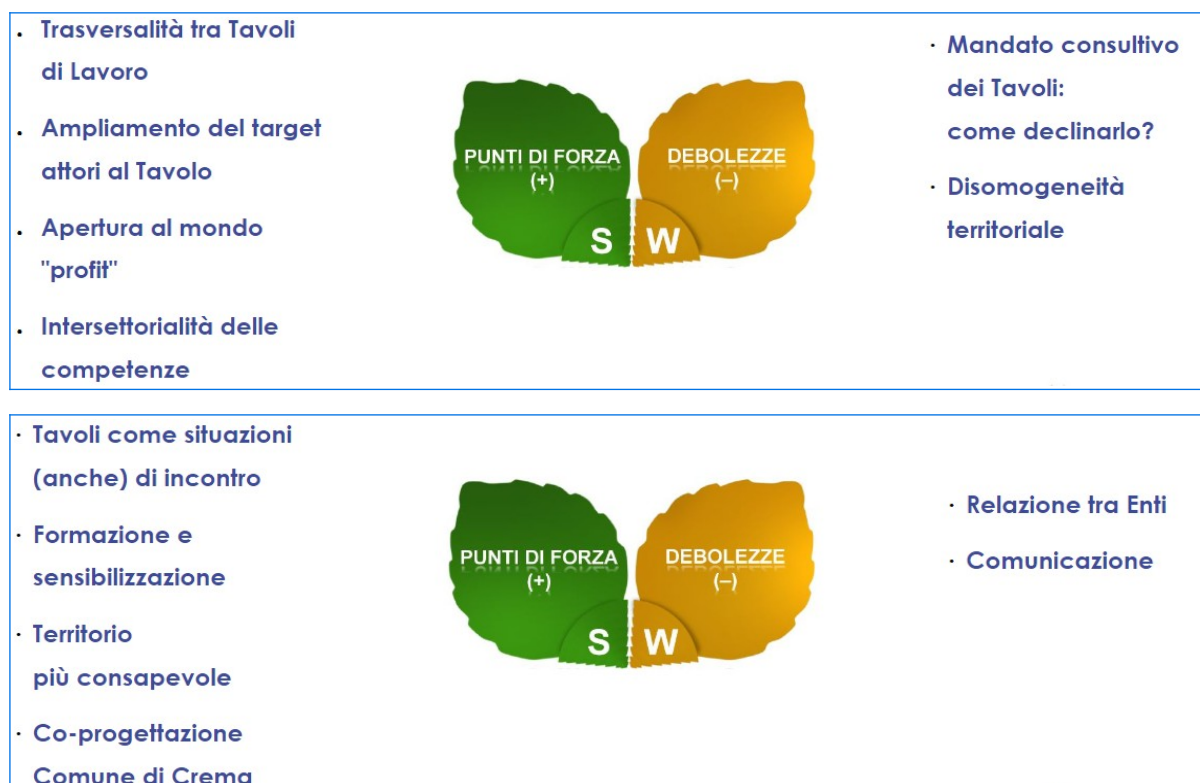 . Trasversalità tra Tavoli
di Lavoro
. Ampliamento del target
attori al Tavolo
. Apertura al mondo
"profit"
. Intersettorialità delle
competenze
PUNTI DI FORZA
(+)
S
DEBOLEZZE
(–)
W
· Mandato consultivo
dei Tavoli:
come declinarlo?
· Disomogeneità
territoriale
· Tavoli come situazioni
(anche) di incontro
· Formazione e
sensibilizzazione
· Territorio
più consapevole
· Co-progettazione
Comune di Crema
PUNTI DI FORZA
(+)
S
DEBOLEZZE
(–)
W
· Relazione tra Enti
· Comunicazione